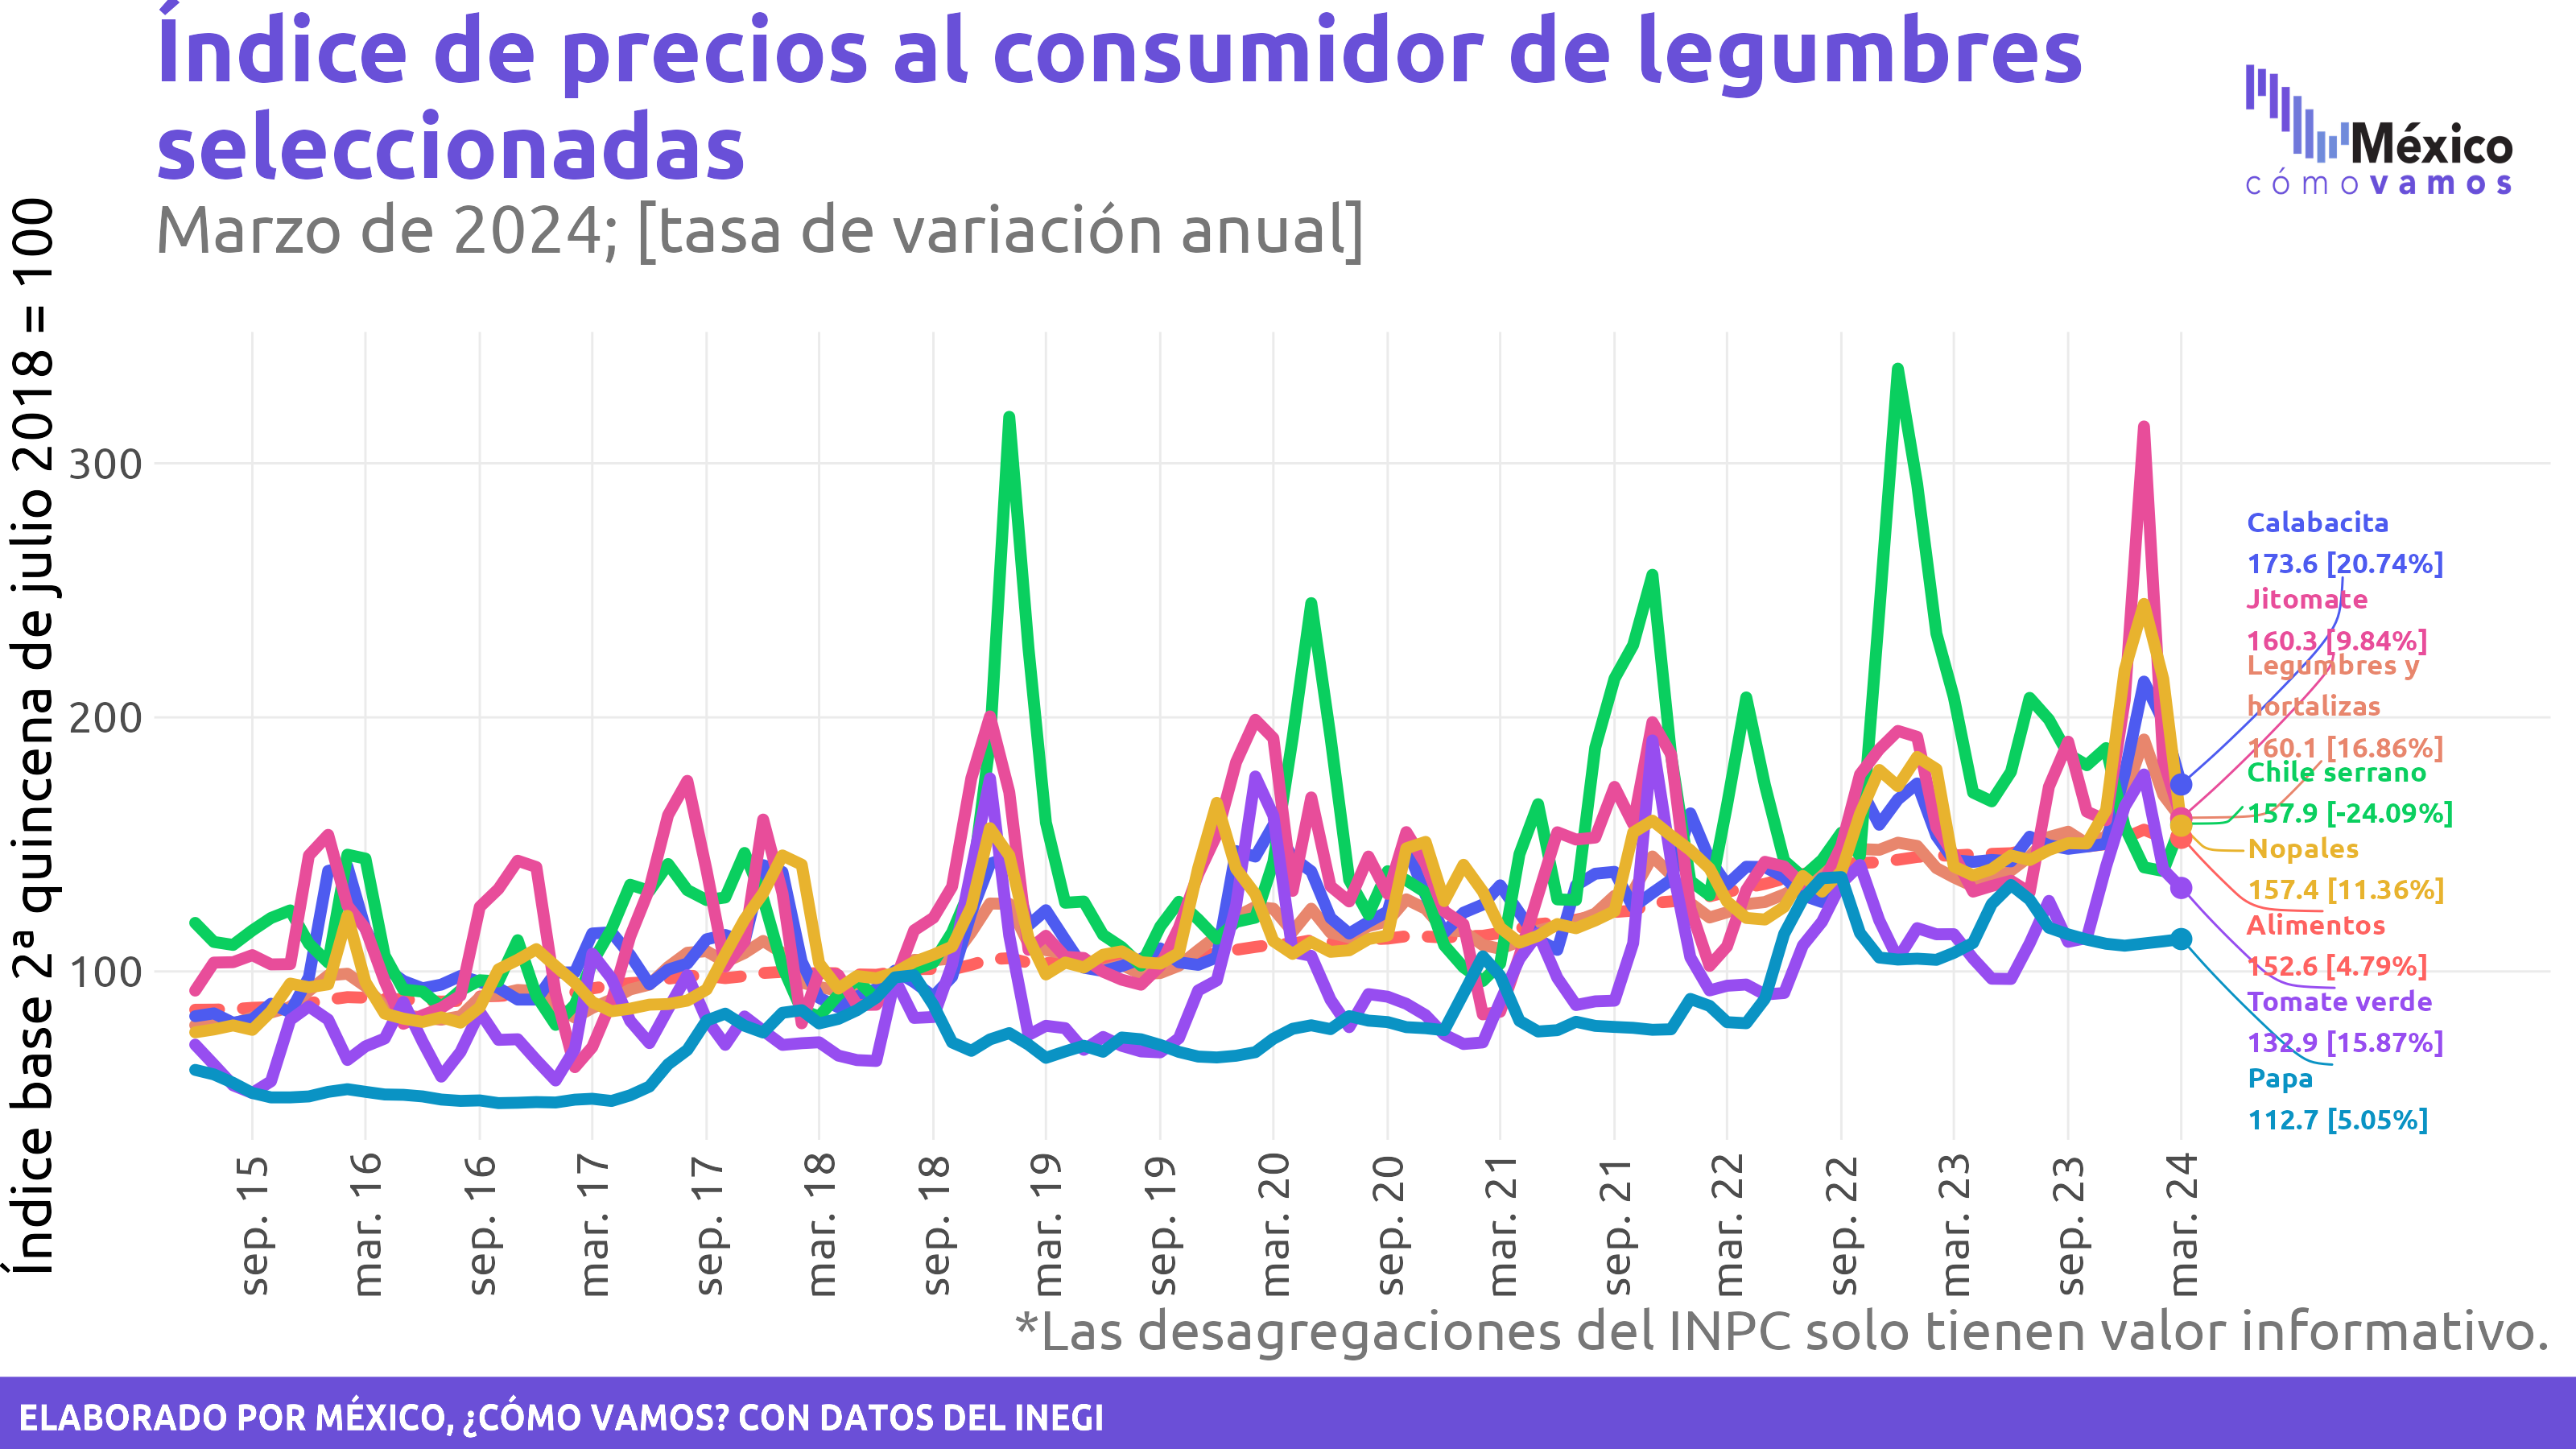 Índice de precios al consumidor de legumbres
seleccionadas
Marzo de 2024; [tasa de variación anual]
México
cómo vamos
Índice base 2ª quincena de julio 2018 = 100
300
200
100
Calabacita
173.6 [20.74%]
Jitomate
160.3 [9.84%]
Legumbres y
hortalizas
160.1 [16.86%]
Chile serrano
157.9 [-24.09%]
Nopales
157.4 [11.36%]
Alimentos
152.6 [4.79%]
Tomate verde
132.9 [15.87%]
Papa
112.7 [5.05%]
sep. 15
mar. 16
sep. 16
mar. 17
sep. 17
mar. 18
sep. 18
mar. 19
sep. 19
mar. 20
sep. 20
mar. 21
sep. 21
mar. 22
sep. 22
mar. 23
sep. 23
mar. 24
*Las desagregaciones del INPC solo tienen valor informativo.
ELABORADO POR MÉXICO, ¿CÓMO VAMOS? CON DATOS DEL INEGI